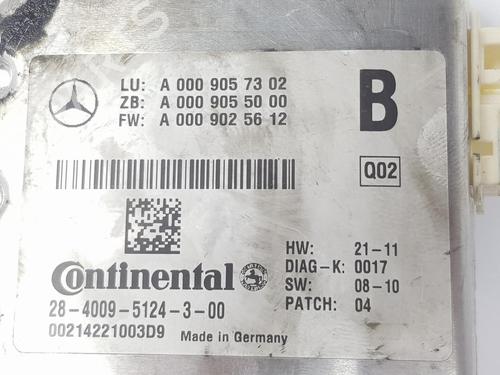 LU: A 000 905 73 02
ZB: A 000 905 50 00
FW: A 000 902 56 12
B
Q02
Continental
28-4009-5124-3-00
00214221003D9 Made in Germany
HW: 21-11
DIAG-K: 0017
SW: 08-10
PATCH: 04